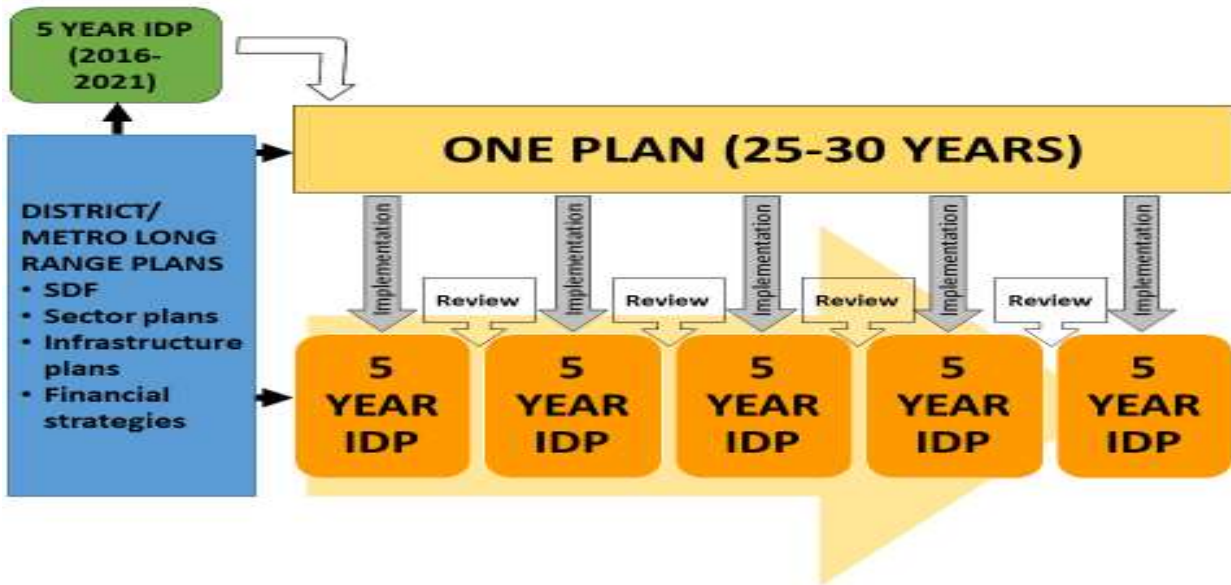 5 YEAR IDP
(2016-
2021)
ONE PLAN (25-30 YEARS)
DISTRICT/
METRO LONG
RANGE PLANS
• SDF
• Sector plans
• Infrastructure
plans
• Financial
strategies
Implementation
Implementation
Implementation
Implementation
Implementation
Review
Review
Review
Review
5
YEAR
IDP
5
YEAR
IDP
5
YEAR
IDP
5
YEAR
IDP
5
YEAR
IDP